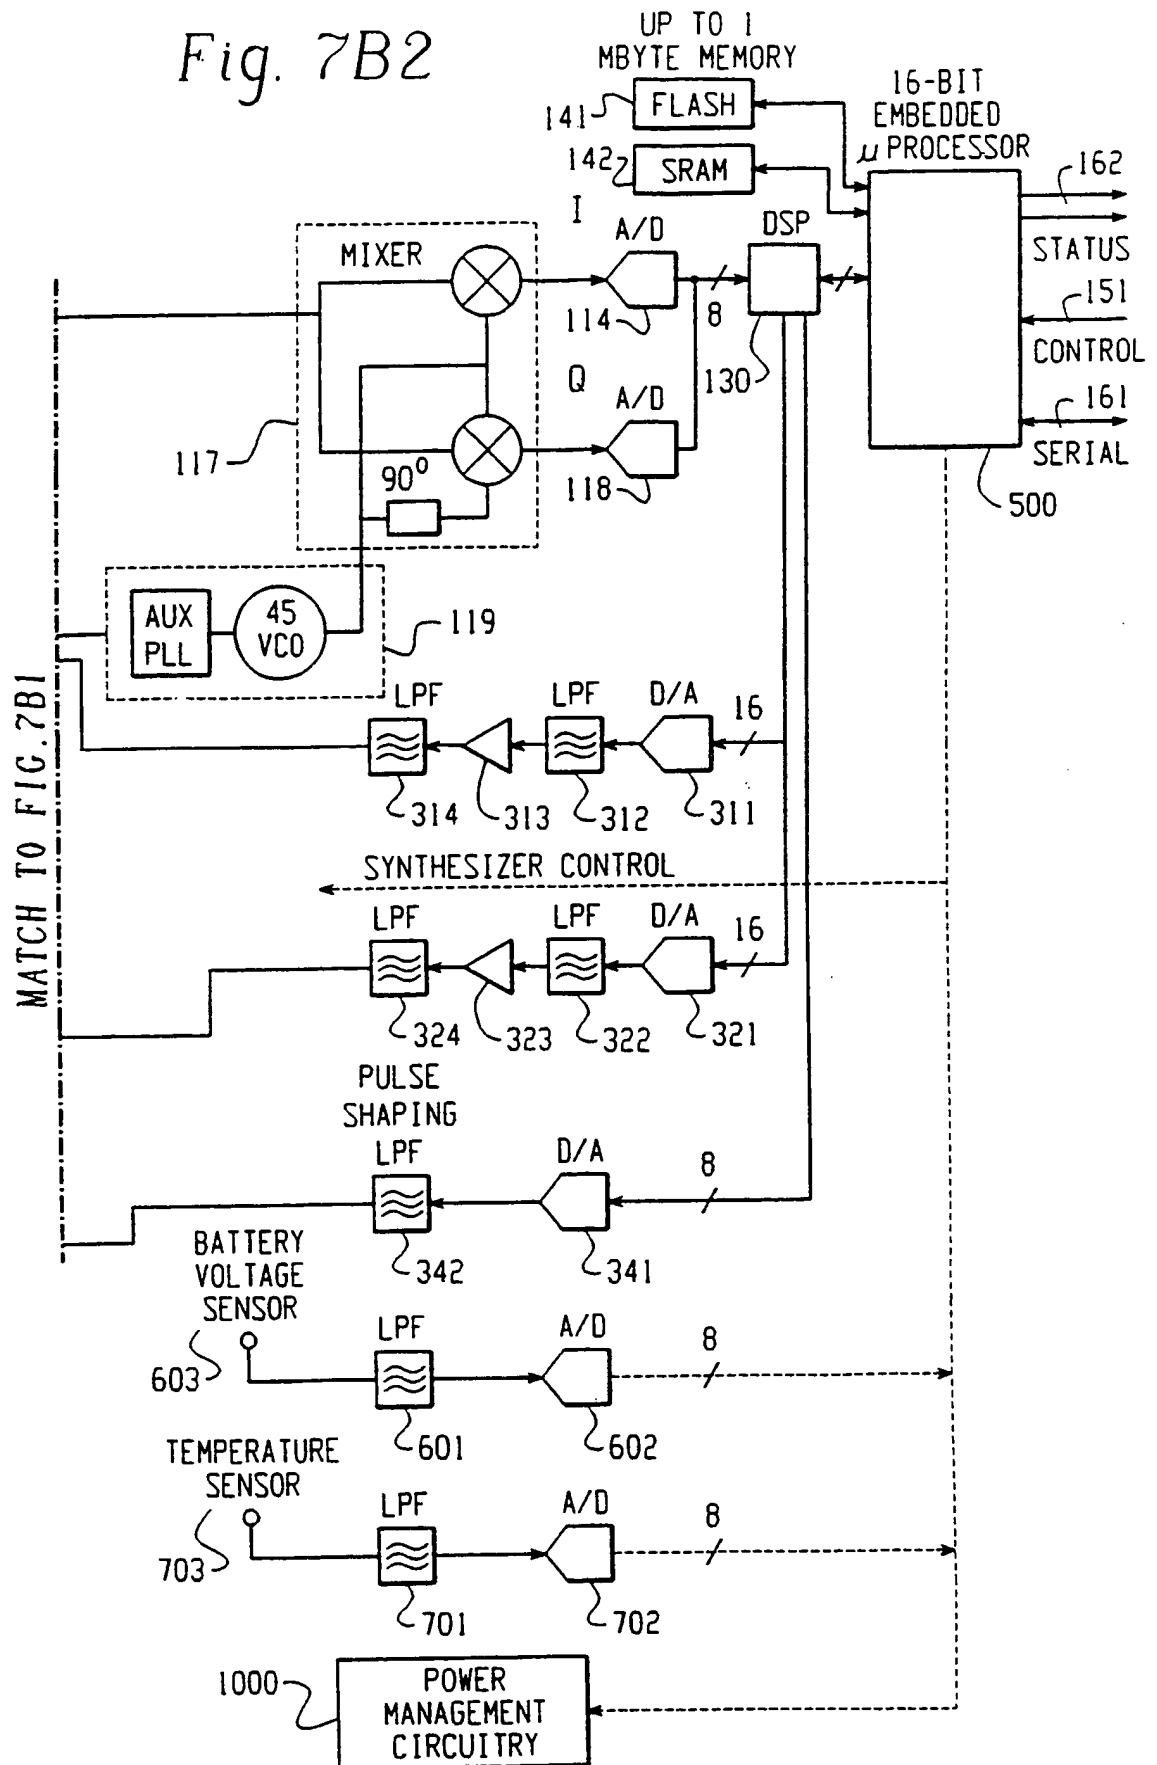 Fig. 7B2
UP TO 1
MBYTE MEMORY
141
FLASH
142
SRAM
16-BIT
EMBEDDED
μ PROCESSOR
162
STATUS
151
CONTROL
161
SERIAL
500
I
A/D
114
8
DSP
130
MIXER
Q
A/D
118
117
90°
AUX
PLL
45
VCO
119
MATCH TO FIG.7B1
LPF
314
313
LPF
312
D/A
311
16
SYNTHESIZER CONTROL
LPF
324
323
LPF
322
D/A
321
16
PULSE
SHAPING
LPF
342
D/A
341
8
BATTERY
VOLTAGE
SENSOR
603
LPF
601
A/D
602
8
TEMPERATURE
SENSOR
703
LPF
701
A/D
702
8
1000
POWER
MANAGEMENT
CIRCUITRY